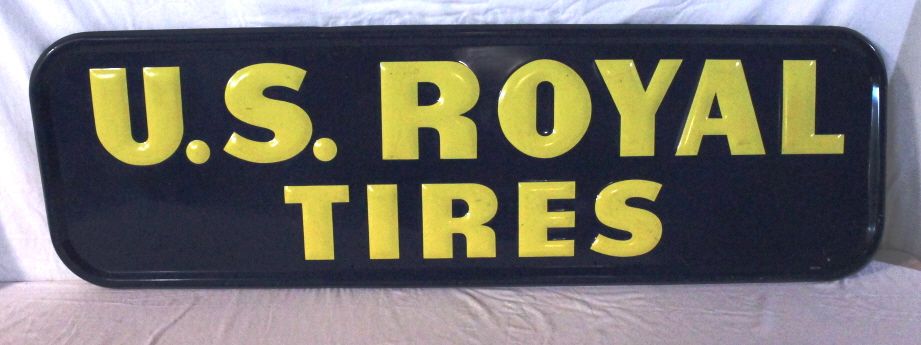 U.S. ROYAL
TIRES